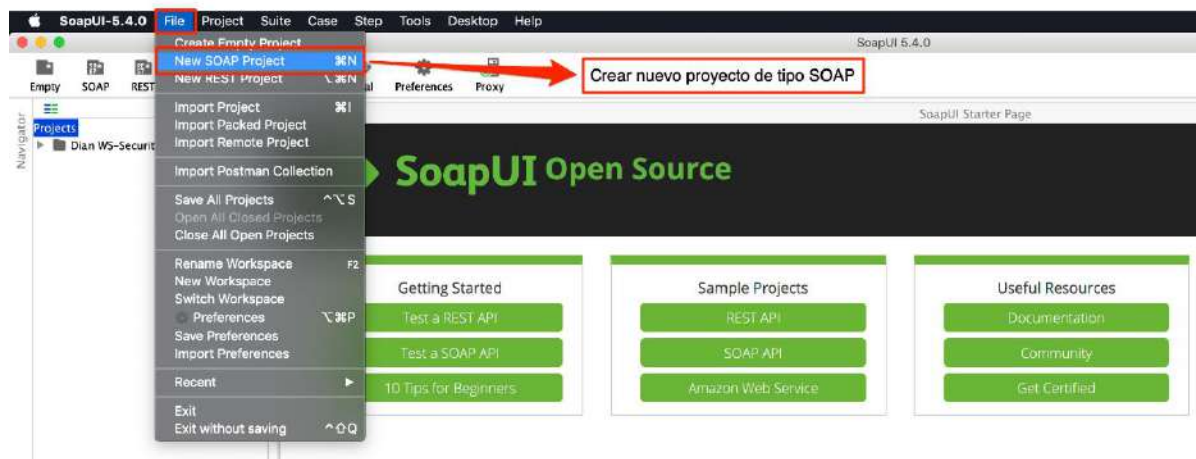 SoapUI-5.4.0 File Project Suite Case Step Tools Desktop Help
SoapUI 5.4.0
Create Empty Project
New SOAP Project ⌘N
New REST Project ⌥⌘N
Import Project ⌘I
Import Packed Project
Import Remote Project
Import Postman Collection
Save All Projects ^⌥S
Open All Closed Projects
Close All Open Projects
Rename Workspace F2
New Workspace
Switch Workspace
Preferences ⌥⌘P
Save Preferences
Import Preferences
Recent ▶
Exit
Exit without saving ^⇧Q
Crear nuevo proyecto de tipo SOAP
Empty SOAP REST Preferences Proxy
Navigator
Projects
Dian WS-Securit
SoapUI Starter Page
SoapUI Open Source
Getting Started
Test a REST API
Test a SOAP API
10 Tips for Beginners
Sample Projects
REST API
SOAP API
Amazon Web Service
Useful Resources
Documentation
Community
Get Certified